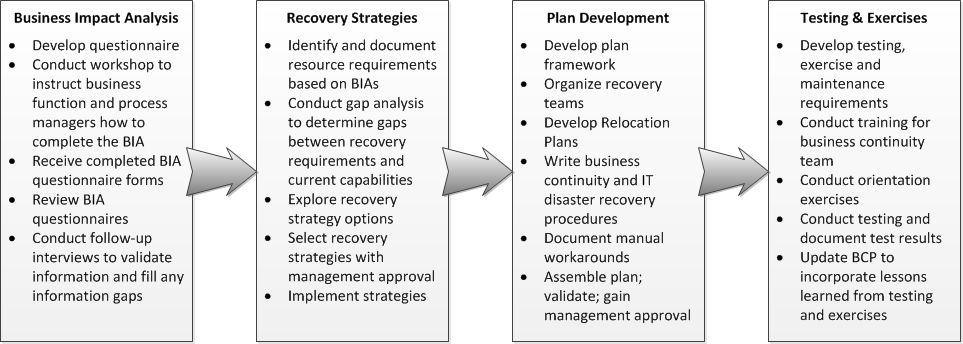 Business Impact Analysis
Develop questionnaire
Conduct workshop to
instruct business
function and process
managers how to
complete the BIA
Receive completed BIA
questionnaire forms
Review BIA
questionnaires
Conduct follow-up
interviews to validate
information and fill any
information gaps
Recovery Strategies
Identify and document
resource requirements
based on BIAs
Conduct gap analysis
to determine gaps
between recovery
requirements and
current capabilities
Explore recovery
strategy options
Select recovery
strategies with
management approval
Implement strategies
Plan Development
Develop plan
framework
Organize recovery
teams
Develop Relocation
Plans
Write business
continuity and IT
disaster recovery
procedures
Document manual
workarounds
Assemble plan;
validate; gain
management approval
Testing & Exercises
Develop testing,
exercise and
maintenance
requirements
Conduct training for
business continuity
team
Conduct orientation
exercises
Conduct testing and
document test results
Update BCP to
incorporate lessons
learned from testing
and exercises